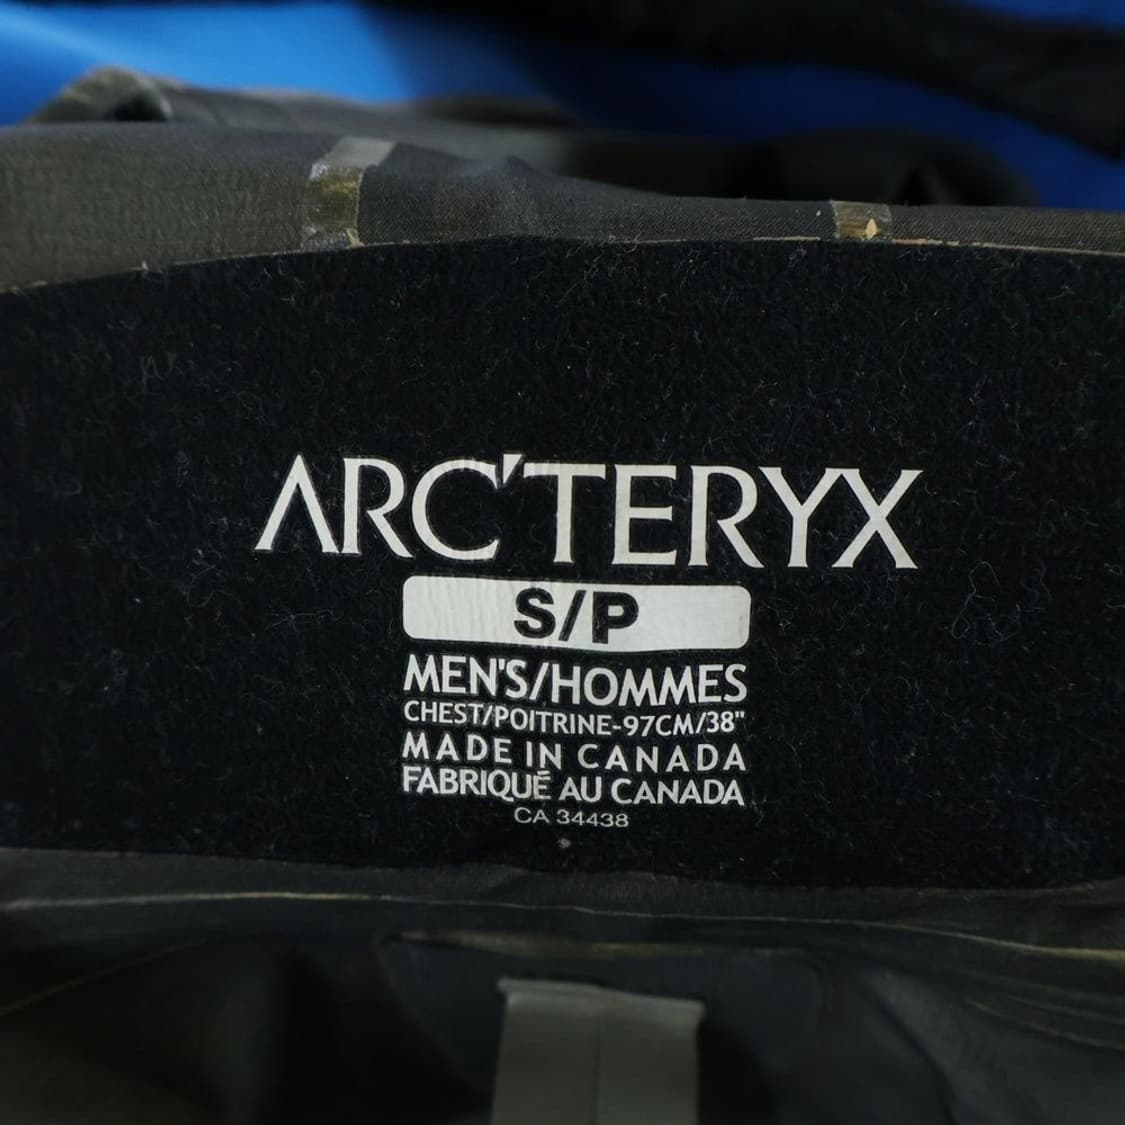 ARC'TERYX
S/P
MEN'S/HOMMES
CHEST/POITRINE-97CM/38"
MADE IN CANADA
FABRIQUÉ AU CANADA
CA 34438